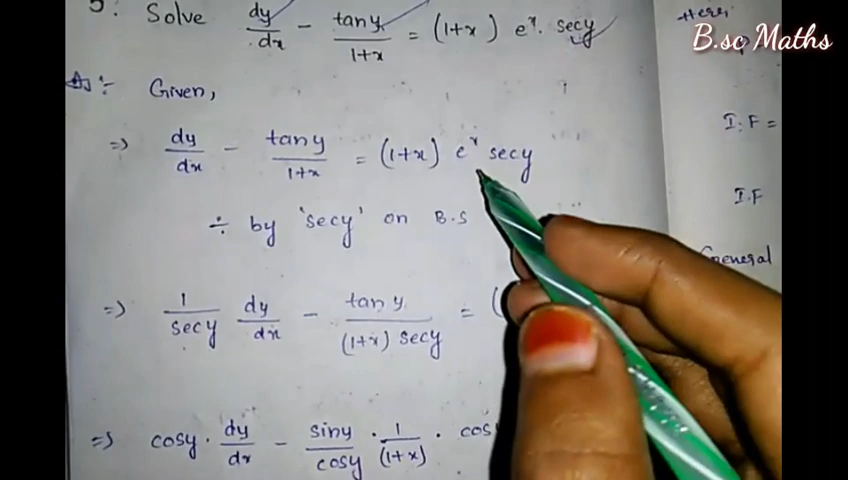 5. Solve dy/dx - tany/1+x = (1+x) e^x. secy
Here,
B.sc Maths
Given,
=> dy/dx - tany/1+x = (1+x) e^x secy
I.F =
÷ by 'secy' on B.S
I.F
General
=> 1/secy dy/dx - tany/(1+x) secy = (
=> cosy . dy/dx - siny/cosy . 1/(1+x) . cos